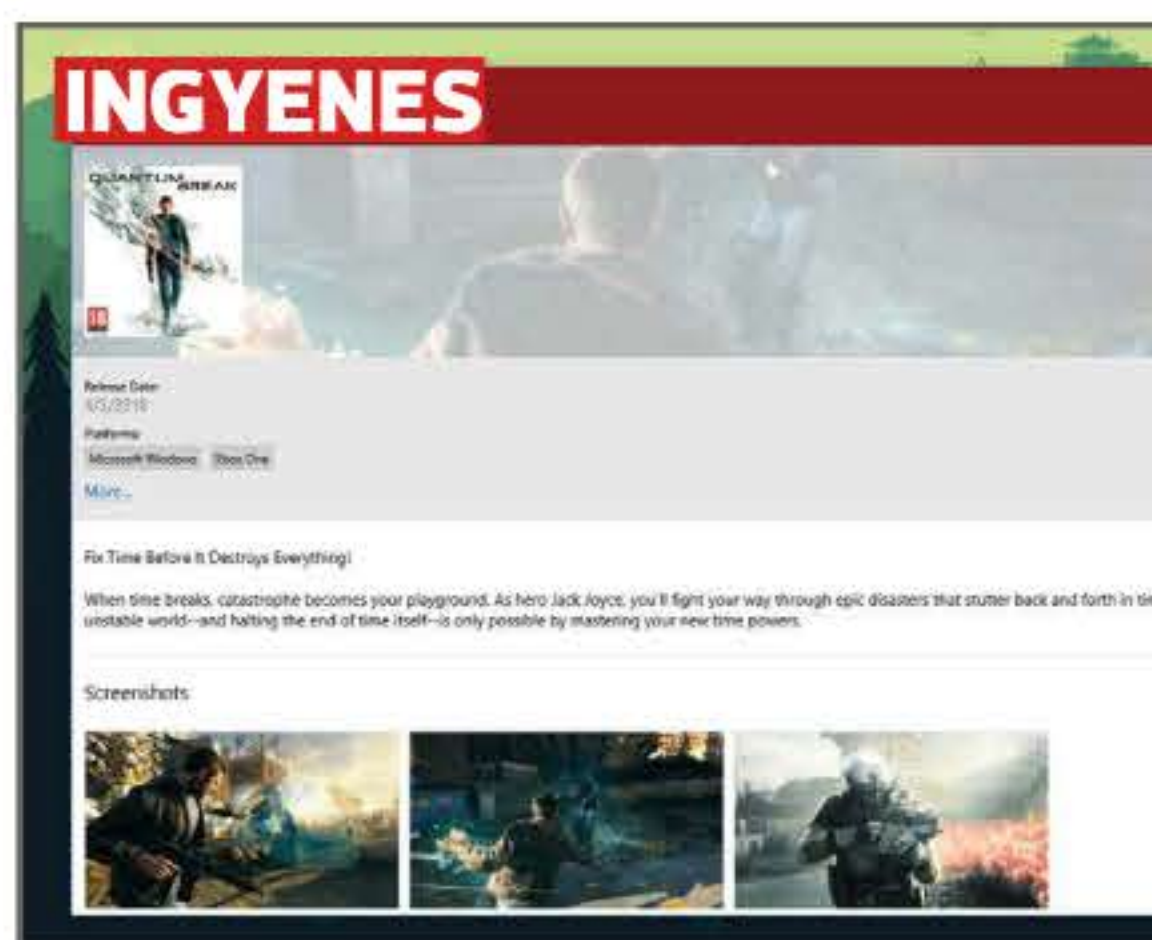 INGYENES
QUANTUM
BREAK
18
Release Date:
Platforms:
Microsoft Windows Xbox One
More...
Fix Time Before It Destroys Everything!
When time breaks, catastrophe becomes your playground. As hero Jack Joyce, you'll fight your way through epic disasters that stutter back and forth in
unstable world--and halting the end of time itself--is only possible by mastering your new time powers.
Screenshots